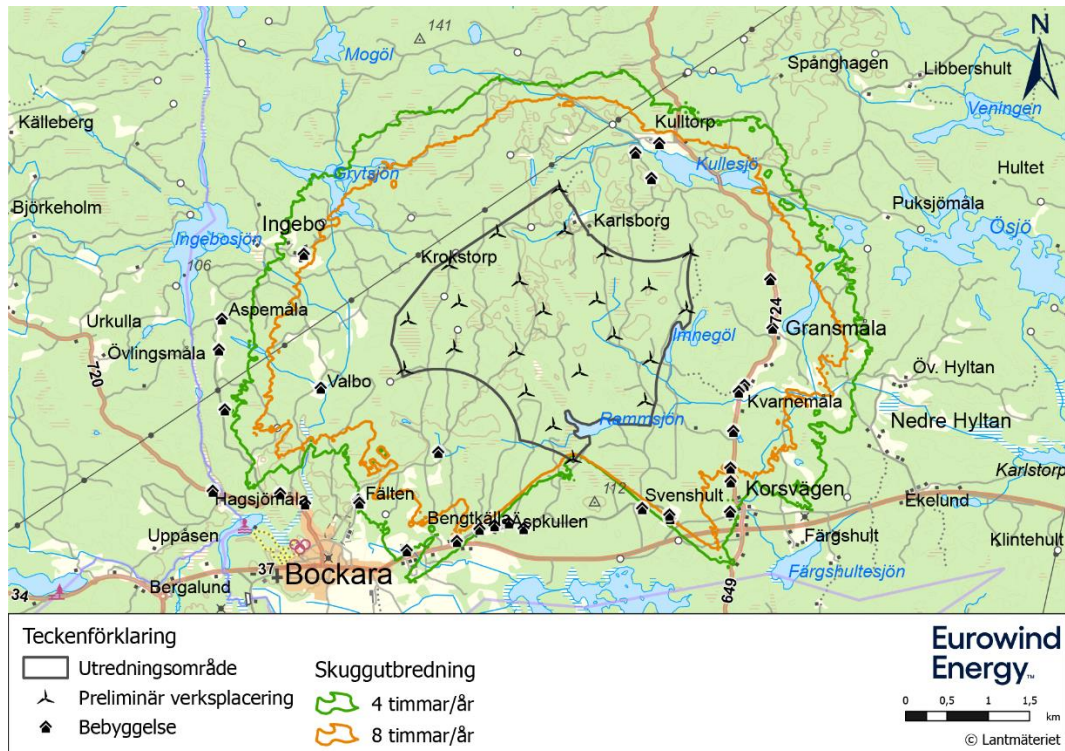 141
N
Mogöl
Spånghagen
Libbershult
Veningen
Källeberg
Kulltorp
Kullesjö
Hultet
Grytsjön
Björkeholm
Ingebo
Karlsborg
Puksjömåla
Ösjö
Ingebosjön
Krokstorp
106
Aspemåla
724
Urkulla
Gransmåla
Imnegöl
Övlingsmåla
720
Valbo
Öv. Hyltan
Kvarnemåla
Rammsjön
Nedre Hyltan
Karlstorp
Hagsjömåla
Fälten
112
Svenshult
Korsvägen
Ekelund
Bengtkälla
Äspkullen
Uppåsen
Färgshult
Klintehult
Bockara
37
Bergalund
Färgshultesjön
34
649
Teckenförklaring
Utredningsområde
Preliminär verksplacering
Bebyggelse
Skuggutbredning
4 timmar/år
8 timmar/år
Eurowind
Energy™
0 0,5 1 1,5
km
© Lantmäteriet